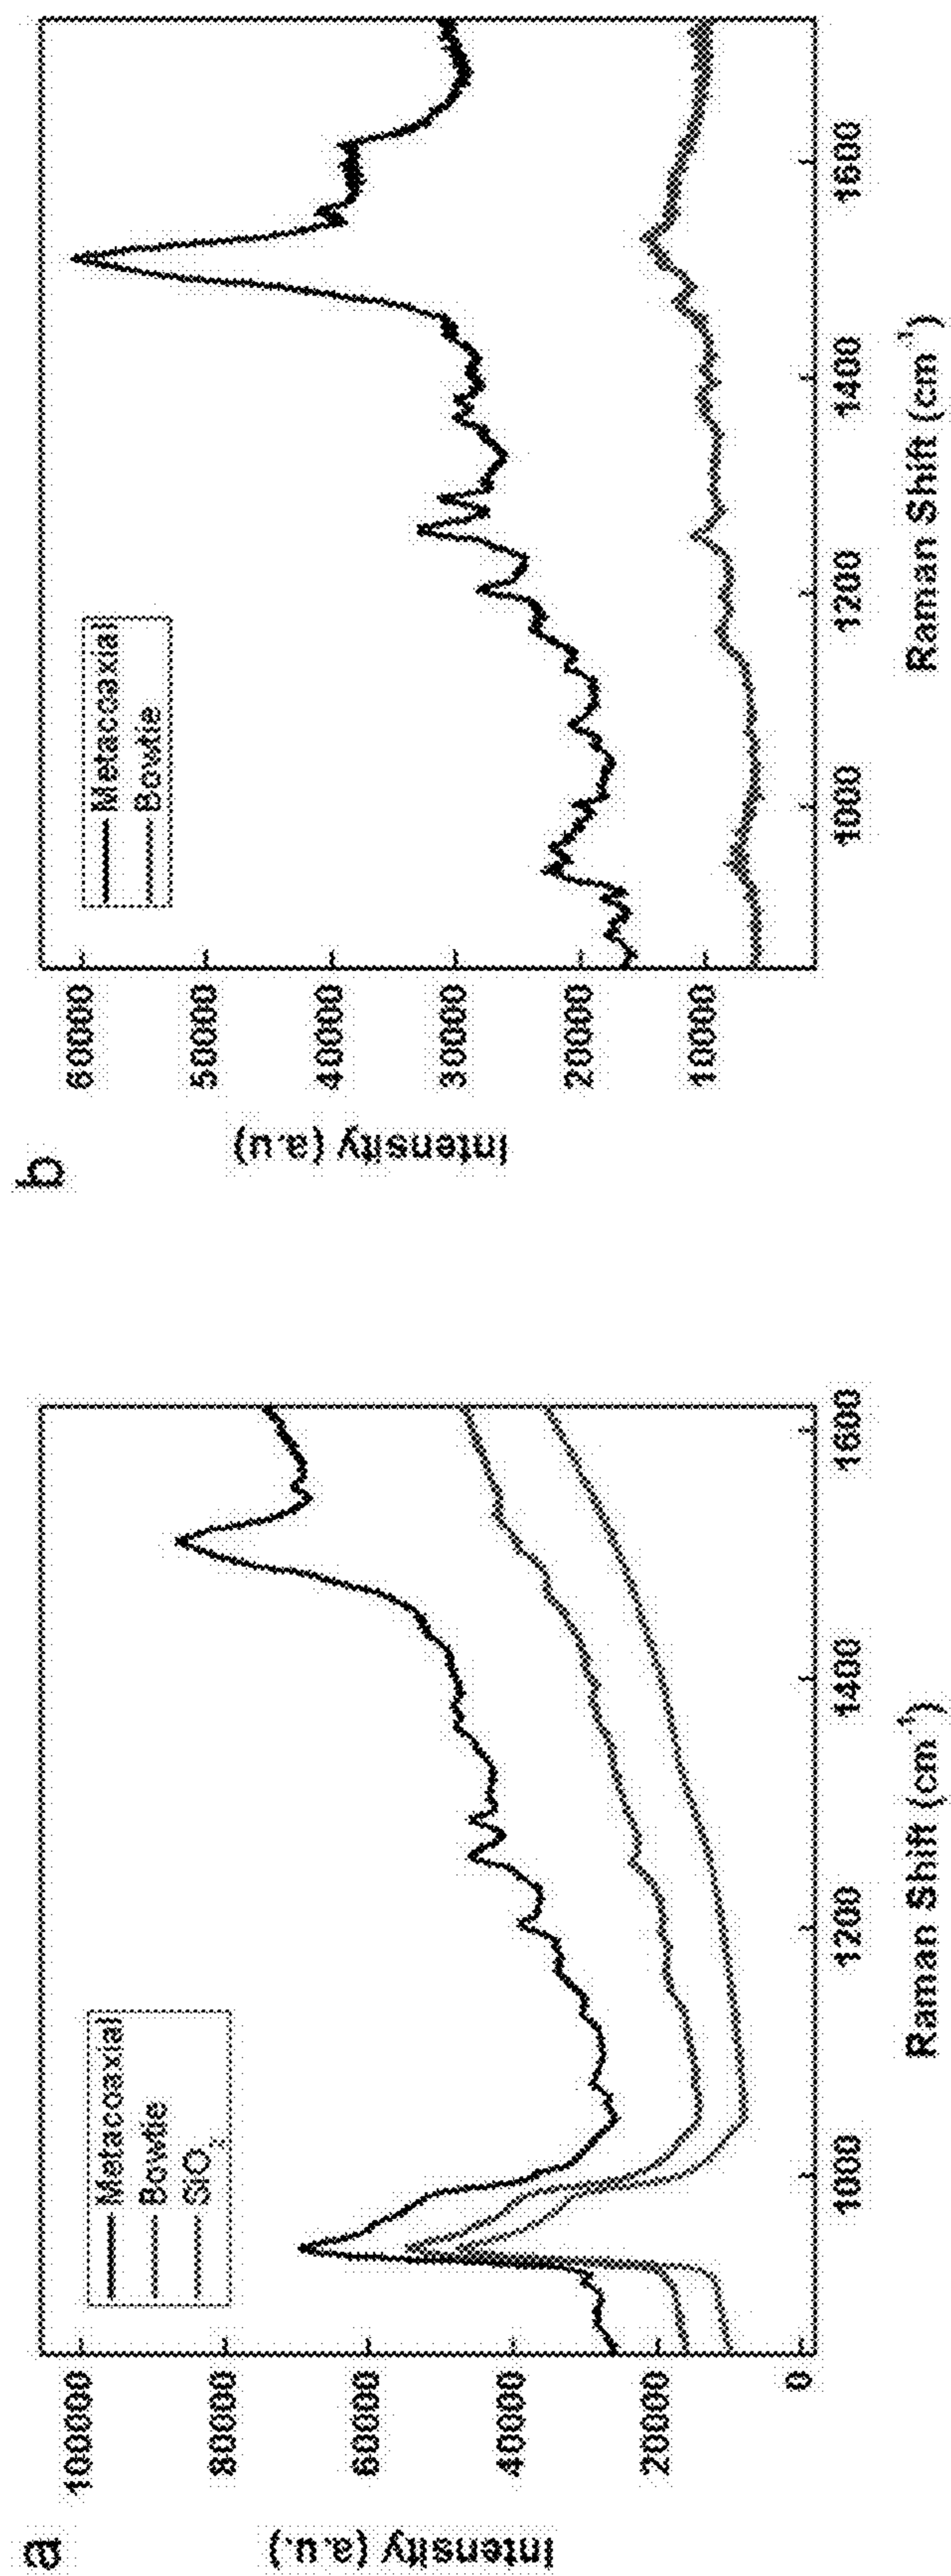 a
Intensity (a.u.)
100000
80000
60000
40000
20000
0
Metacoaxial
Bowtie
SiO2
1000
1200
1400
1600
Raman Shift (cm-1)
b
Intensity (a.u)
60000
50000
40000
30000
20000
10000
Metacoaxial
Bowtie
1000
1200
1400
1600
Raman Shift (cm-1)